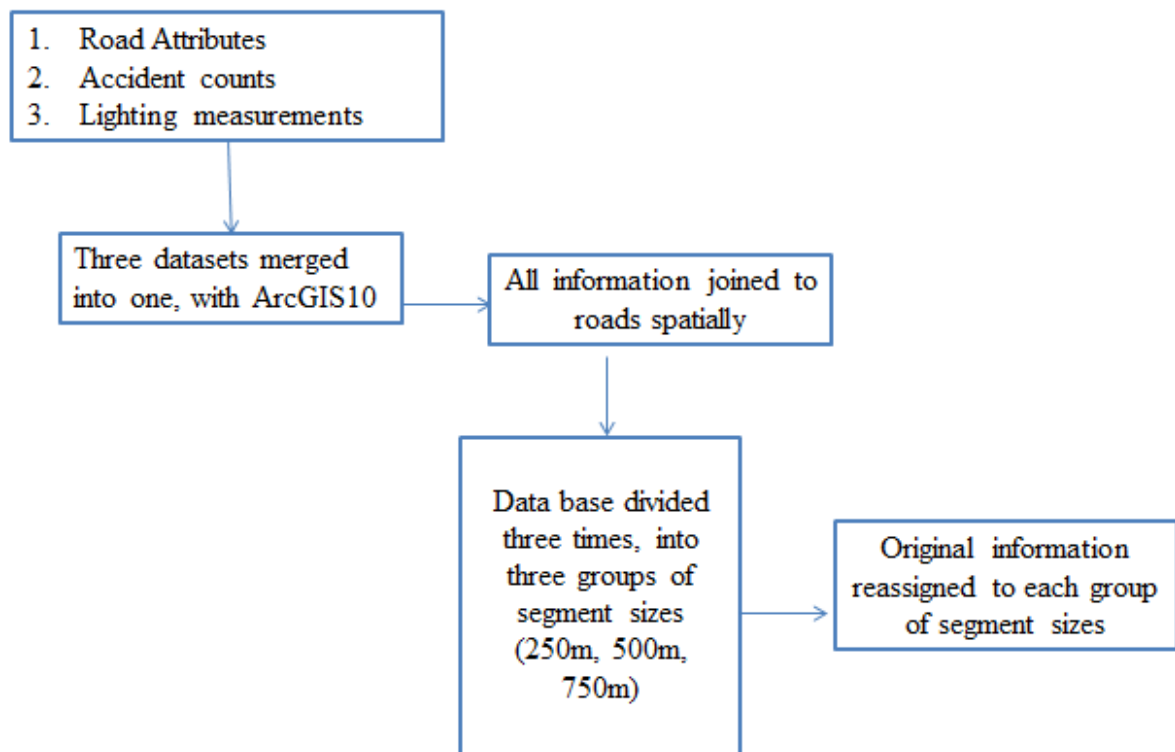 1. Road Attributes
2. Accident counts
3. Lighting measurements
Three datasets merged
into one, with ArcGIS10
All information joined to
roads spatially
Data base divided
three times, into
three groups of
segment sizes
(250m, 500m,
750m)
Original information
reassigned to each group
of segment sizes